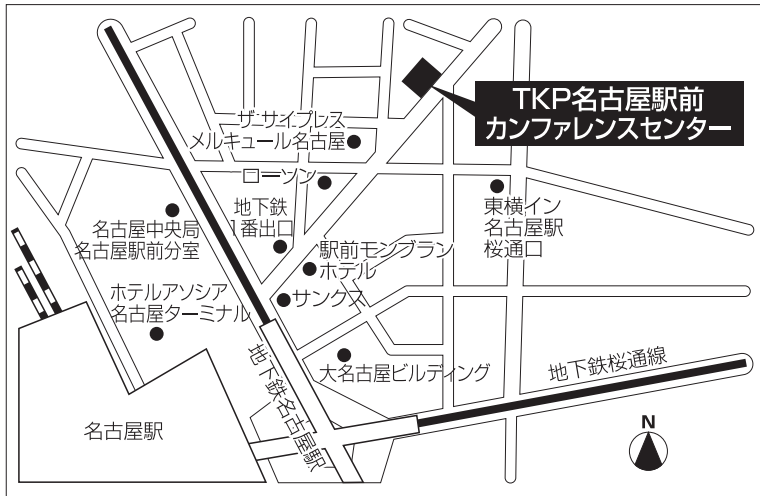 TKP名古屋駅前
カンファレンスセンター
ザ サイプレス
メルキュール名古屋
ローソン
地下鉄
1番出口
名古屋中央局
名古屋駅前分室
駅前モンブラン
ホテル
東横イン
名古屋駅
桜通口
ホテルアソシア
名古屋ターミナル
サンクス
大名古屋ビルディング
地下鉄桜通線
地下鉄名古屋駅
名古屋駅
N